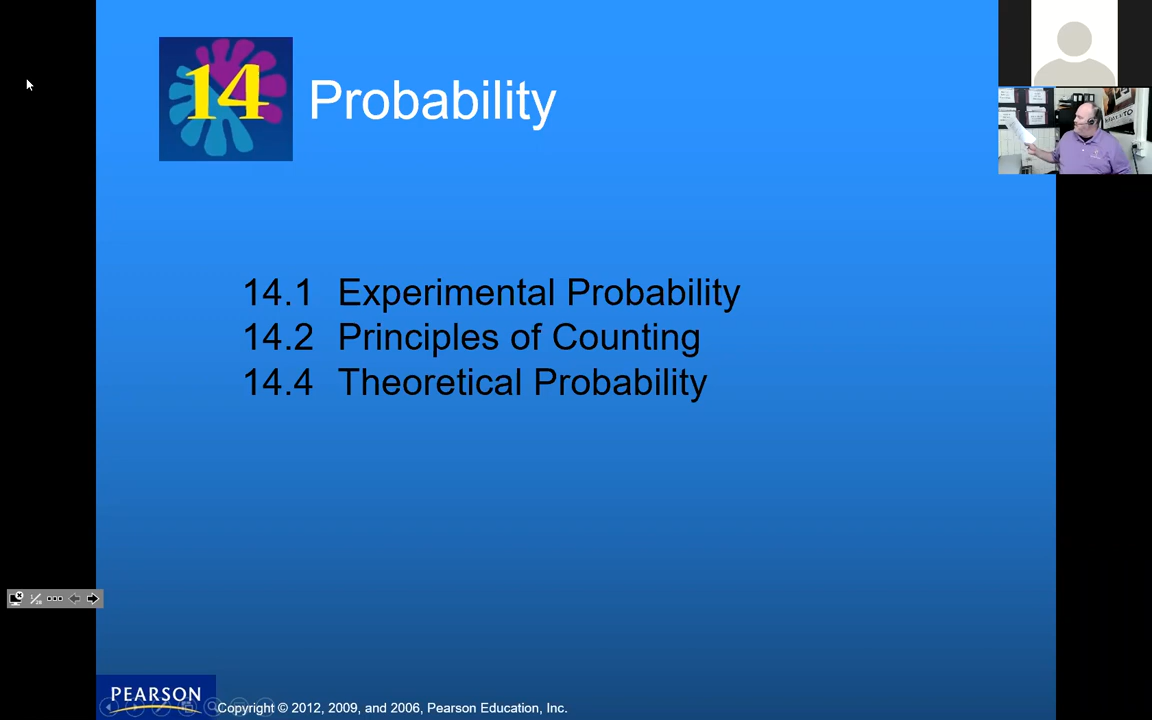 14
Probability
14.1 Experimental Probability
14.2 Principles of Counting
14.4 Theoretical Probability
PEARSON
Copyright © 2012, 2009, and 2006, Pearson Education, Inc.